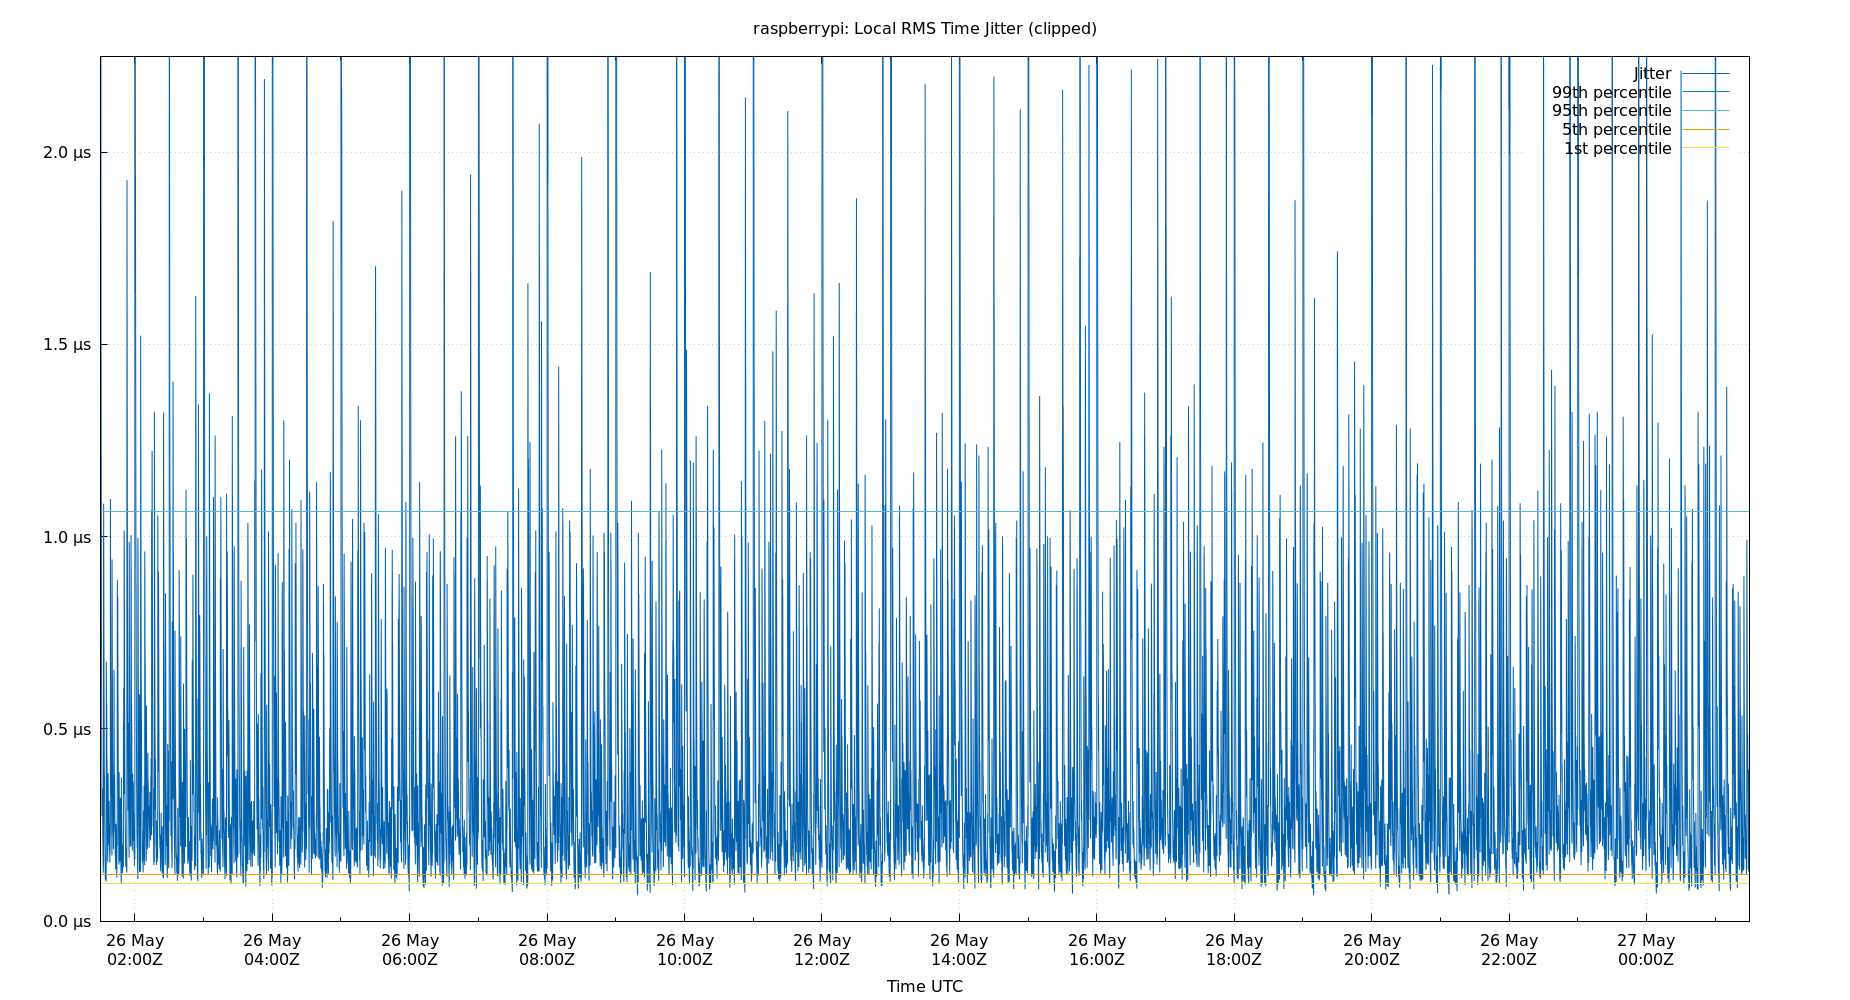 raspberrypi: Local RMS Time Jitter (clipped)
Jitter
99th percentile
95th percentile
5th percentile
1st percentile
2.0 µs
1.5 µs
1.0 µs
0.5 µs
0.0 µs
26 May 26 May 26 May 26 May 26 May 26 May 26 May 26 May 26 May 26 May 26 May 27 May
02:00Z 04:00Z 06:00Z 08:00Z 10:00Z 12:00Z 14:00Z 16:00Z 18:00Z 20:00Z 22:00Z 00:00Z
Time UTC